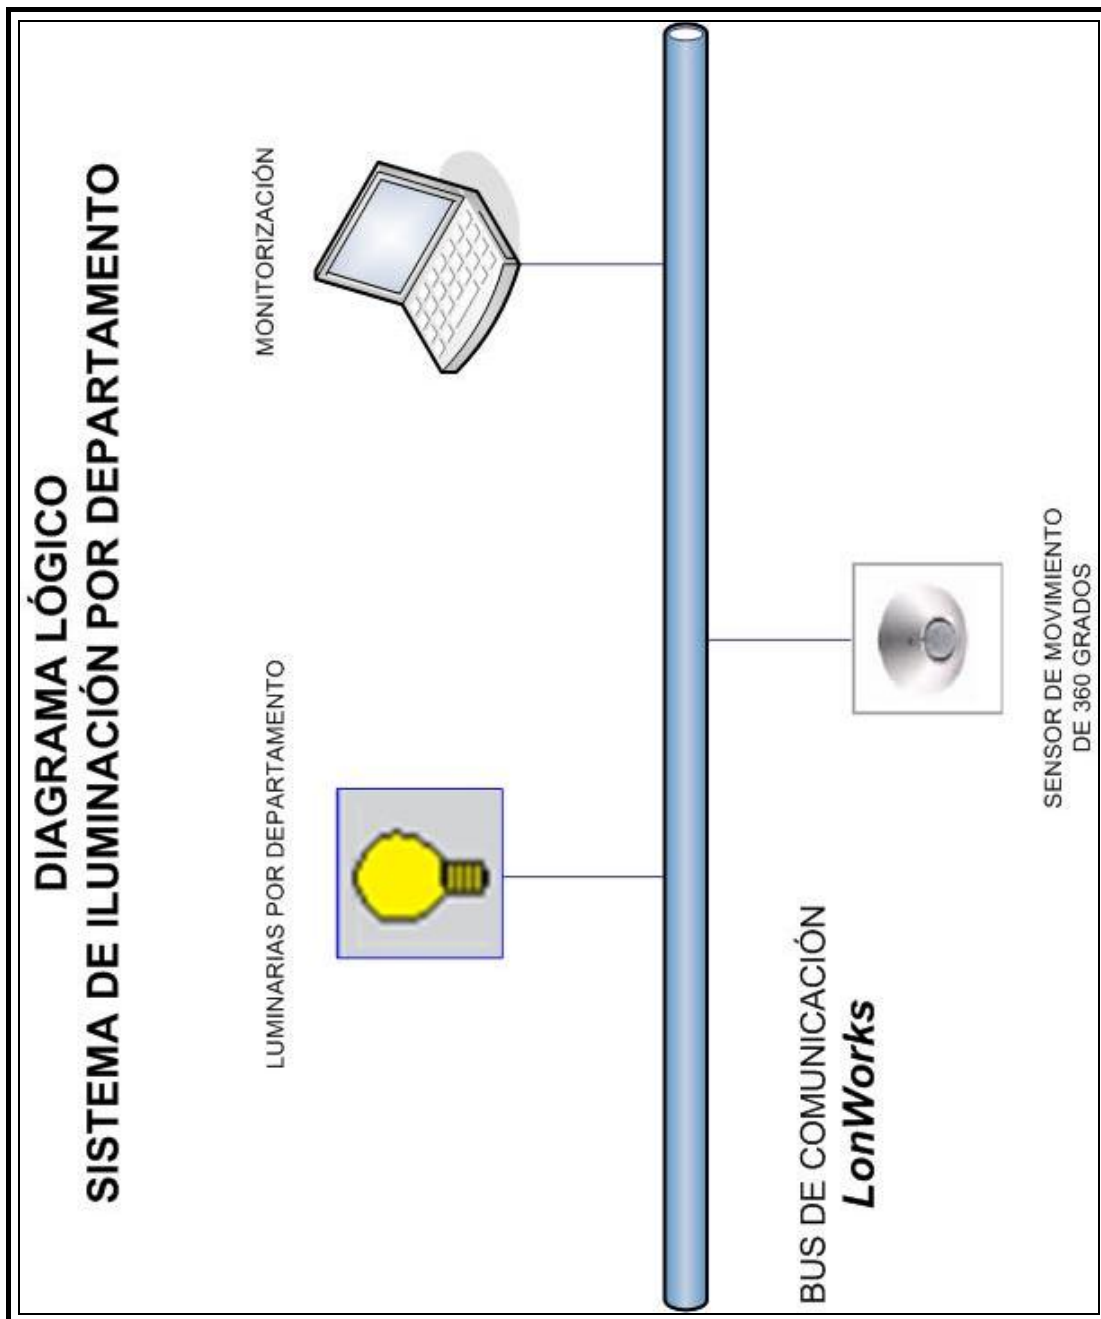 DIAGRAMA LÓGICO
SISTEMA DE ILUMINACIÓN POR DEPARTAMENTO
LUMINARIAS POR DEPARTAMENTO
MONITORIZACIÓN
BUS DE COMUNICACIÓN
LonWorks
SENSOR DE MOVIMIENTO
DE 360 GRADOS